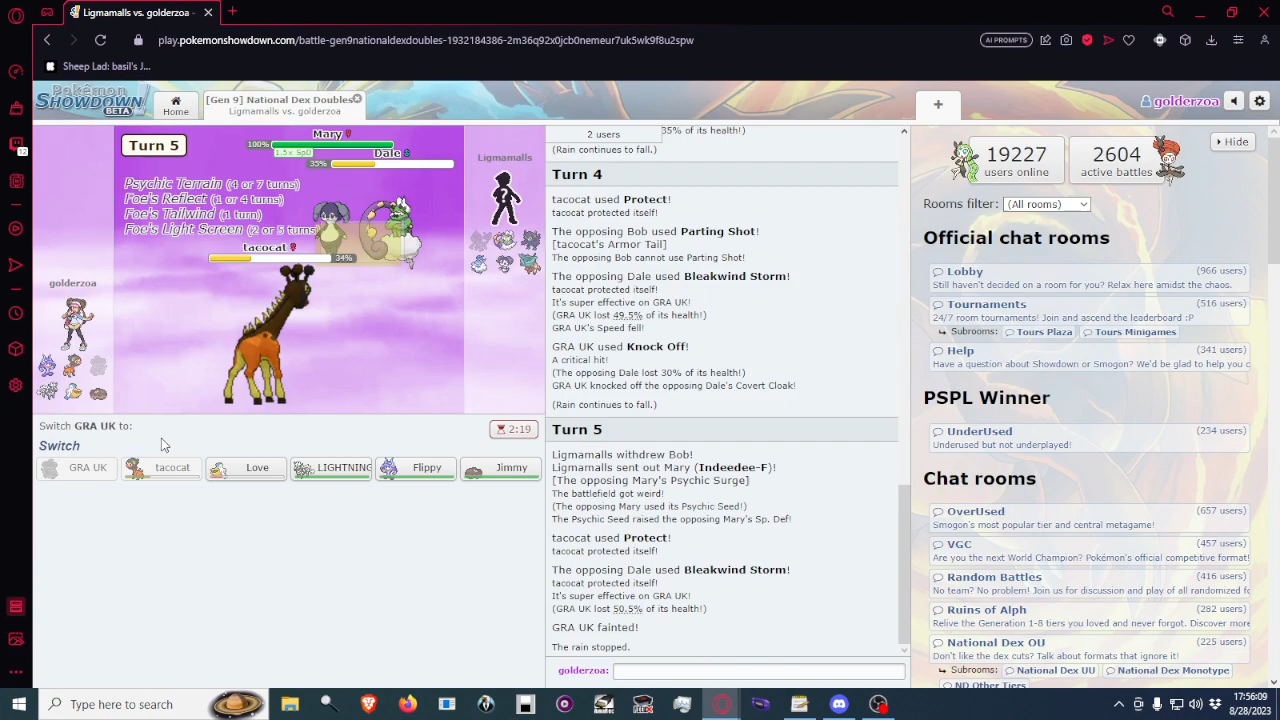 Ligmamalls vs. golderzoa -
play.pokemonshowdown.com/battle-gen9nationaldexdoubles-1932184386-2m36q92x0jcb0nemeur7uk5wk9f8u2spw
AI PROMPTS
Sheep Lad: basil's J...
Pokémon
SHOWDOWN
BETA
Home
[Gen 9] National Dex Doubles
Ligmamalls vs. golderzoa
golderzoa
Turn 5
Mary
100%
1.5× SpD
Dale
35%
Psychic Terrain (4 or 7 turns)
Foe's Reflect (1 or 4 turns)
Foe's Tailwind (1 turn)
Foe's Light Screen (2 or 5 turns)
tacocat
34%
Ligmamalls
golderzoa
Switch GRA UK to:
2:19
Switch
GRA UK
tacocat
Love
LIGHTNING
Flippy
Jimmy
2 users
35% of its health!)
(Rain continues to fall.)
Turn 4
tacocat used Protect!
tacocat protected itself!
The opposing Bob used Parting Shot!
[tacocat's Armor Tail]
The opposing Bob cannot use Parting Shot!
The opposing Dale used Bleakwind Storm!
tacocat protected itself!
It's super effective on GRA UK!
(GRA UK lost 49.5% of its health!)
GRA UK's Speed fell!
GRA UK used Knock Off!
A critical hit!
(The opposing Dale lost 30% of its health!)
GRA UK knocked off the opposing Dale's Covert Cloak!
(Rain continues to fall.)
Turn 5
Ligmamalls withdrew Bob!
Ligmamalls sent out Mary (Indeedee-F)!
[The opposing Mary's Psychic Surge]
The battlefield got weird!
(The opposing Mary used its Psychic Seed!)
The Psychic Seed raised the opposing Mary's Sp. Def!
tacocat used Protect!
tacocat protected itself!
The opposing Dale used Bleakwind Storm!
tacocat protected itself!
It's super effective on GRA UK!
(GRA UK lost 50.5% of its health!)
GRA UK fainted!
The rain stopped.
golderzoa:
19227
users online
2604
active battles
Hide
Rooms filter: (All rooms)
Official chat rooms
Lobby
(966 users)
Still haven't decided on a room for you? Relax here amidst the chaos.
Tournaments
(516 users)
24/7 room tournaments! Join and ascend the leaderboard :P
Subrooms: Tours Plaza Tours Minigames
Help
(341 users)
Have a question about Showdown or Smogon? We'd be glad to help you o
PSPL Winner
UnderUsed
(234 users)
Underused but not underplayed!
Chat rooms
OverUsed
(657 users)
Smogon's most popular tier and central metagame!
VGC
(457 users)
Are you the next World Champion? Pokémon's official competitive format!
Random Battles
(416 users)
No team? No problem! Join us for discussion and play of all randomized fo
Ruins of Alph
(282 users)
Relive the Generation 1-8 tiers you loved and never forgot. Discover more
National Dex OU
(225 users)
Don't like the dex cuts? Talk about formats that ignore it!
Subrooms: National Dex UU National Dex Monotype
ND Other Tiers
12
Type here to search
17:56:09
8/28/2023